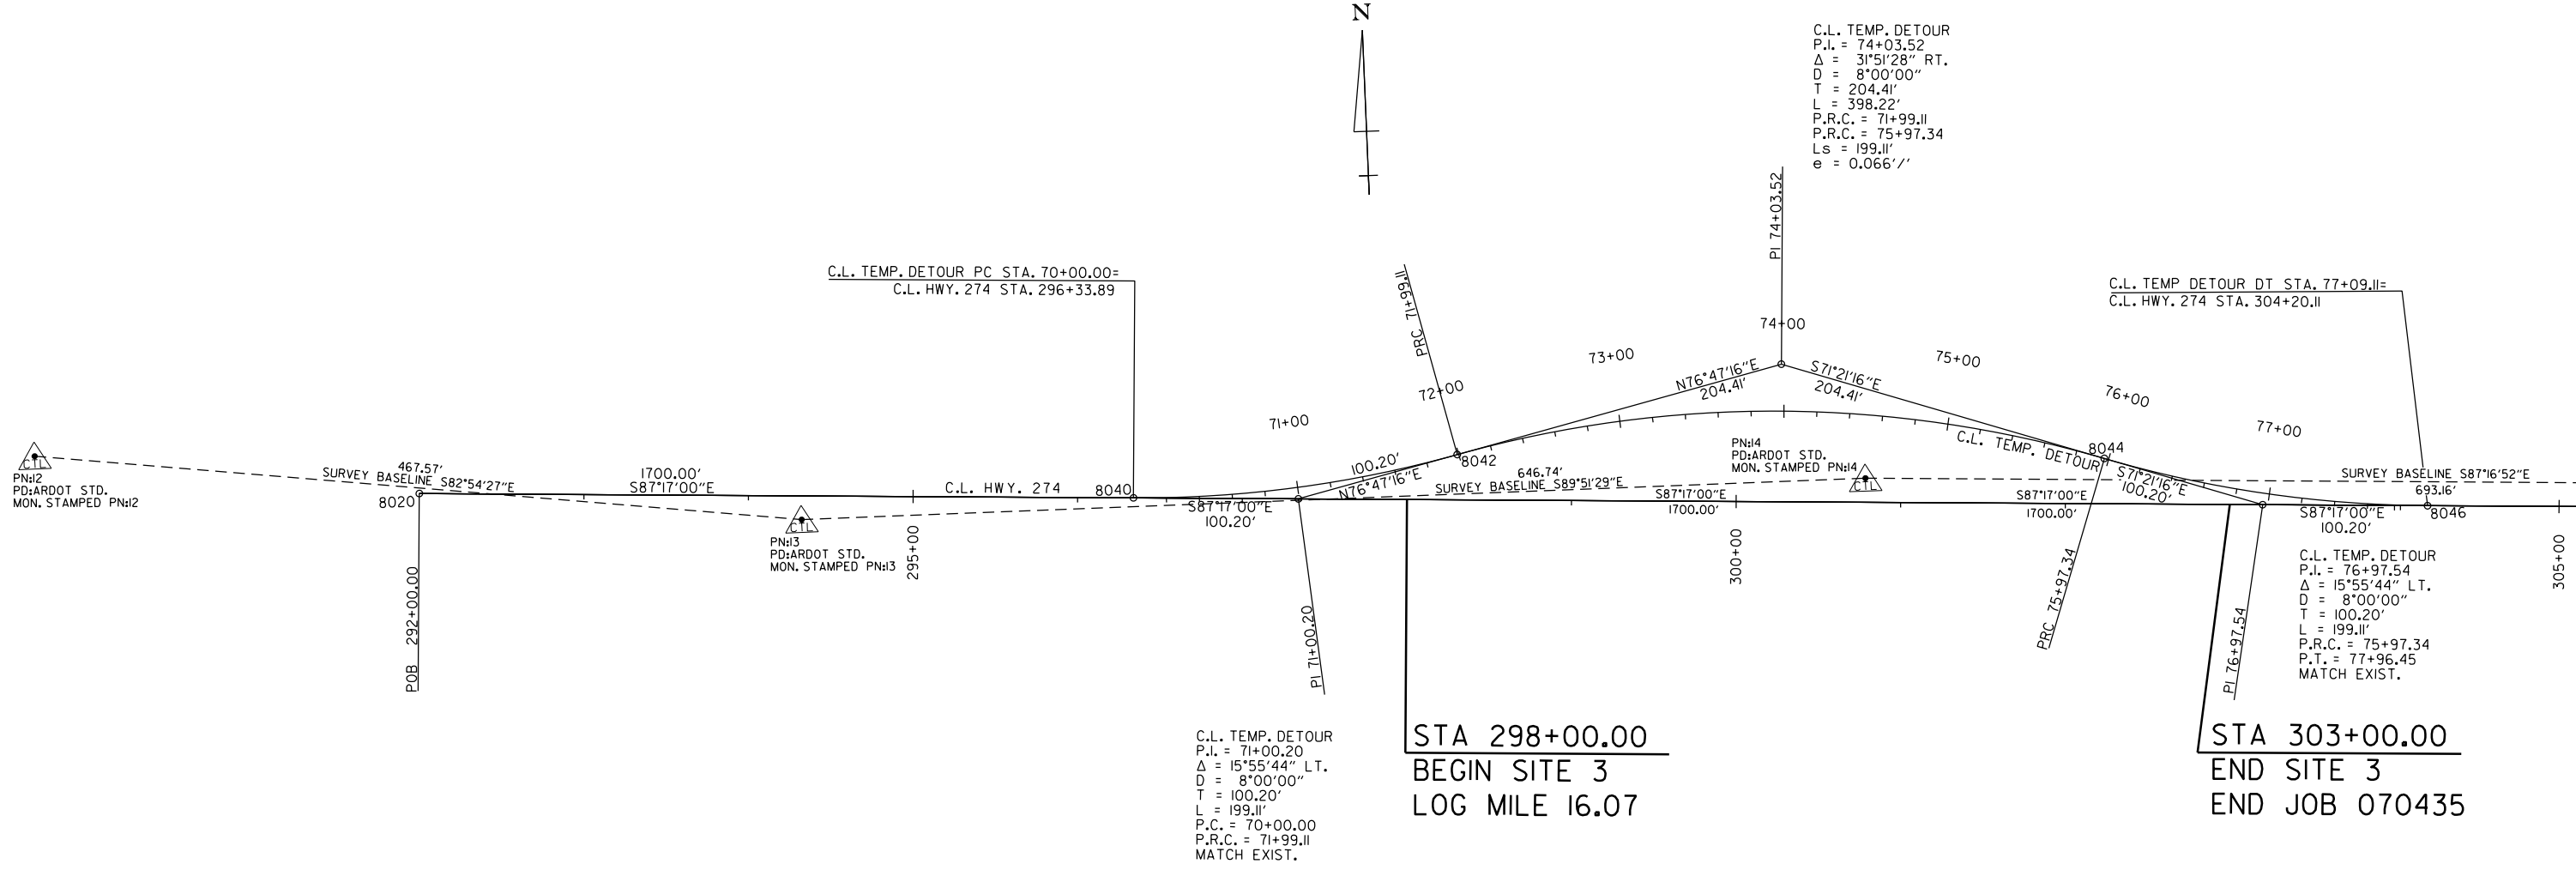 N
C.L. TEMP. DETOUR
P.I. = 74+03.52
Δ = 31°51'28" RT.
D = 8°00'00"
T = 204.41'
L = 398.22'
P.R.C. = 71+99.11
P.R.C. = 75+97.34
Ls = 199.11'
e = 0.066'/'
PI 74+03.52
C.L. TEMP. DETOUR PC STA. 70+00.00=
C.L. HWY. 274 STA. 296+33.89
PRC 71+99.11
C.L. TEMP DETOUR DT STA. 77+09.11=
C.L. HWY. 274 STA. 304+20.11
71+00
72+00
73+00
74+00
75+00
76+00
77+00
N76°47'16"E
204.41'
S71°21'16"E
204.41'
CTL
PN:12
PD:ARDOT STD.
MON. STAMPED PN:12
467.57'
SURVEY BASELINE S82°54'27"E
8020
1700.00'
S87°17'00"E
CTL
PN:13
PD:ARDOT STD.
MON. STAMPED PN:13
C.L. HWY. 274
8040
S87°17'00"E
100.20'
100.20'
N76°47'16"E
8042
646.74'
SURVEY BASELINE S89°51'29"E
PN:14
PD:ARDOT STD.
MON. STAMPED PN:14
CTL
S87°17'00"E
1700.00'
C.L. TEMP. DETOUR
8044
S71°21'16"E
100.20'
S87°17'00"E
1700.00'
SURVEY BASELINE S87°16'52"E
693.16'
S87°17'00"E
100.20'
8046
POB 292+00.00
295+00
300+00
305+00
PI 71+00.20
PRC 75+97.34
PI 76+97.54
C.L. TEMP. DETOUR
P.I. = 76+97.54
Δ = 15°55'44" LT.
D = 8°00'00"
T = 100.20'
L = 199.11'
P.R.C. = 75+97.34
P.T. = 77+96.45
MATCH EXIST.
C.L. TEMP. DETOUR
P.I. = 71+00.20
Δ = 15°55'44" LT.
D = 8°00'00"
T = 100.20'
L = 199.11'
P.C. = 70+00.00
P.R.C. = 71+99.11
MATCH EXIST.
STA 298+00.00
BEGIN SITE 3
LOG MILE 16.07
STA 303+00.00
END SITE 3
END JOB 070435